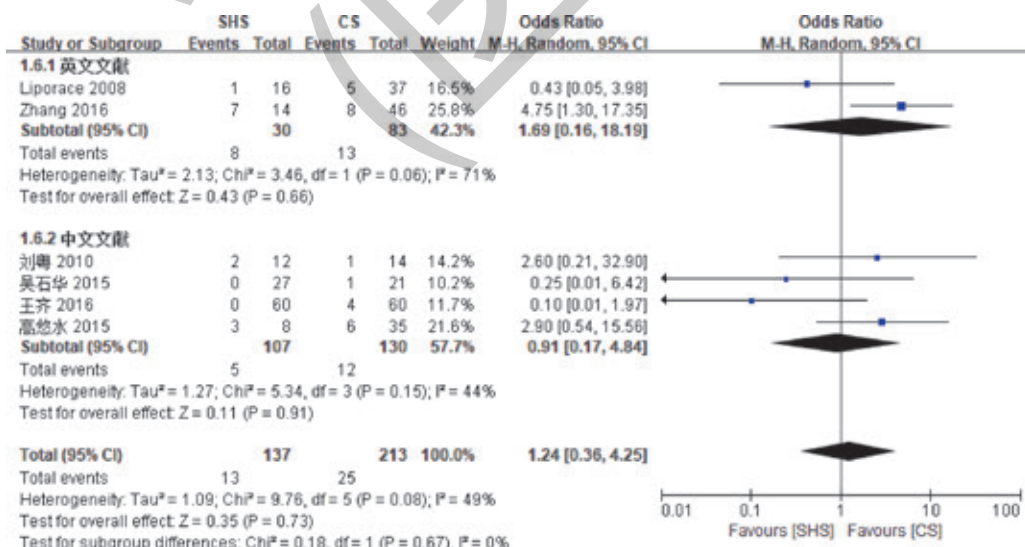 SHS CS Odds Ratio Odds Ratio
Study or Subgroup Events Total Events Total Weight M-H, Random, 95% CI M-H, Random, 95% CI
1.6.1 英文文献
Liporace 2008 1 16 5 37 16.5% 0.43 [0.05, 3.98]
Zhang 2016 7 14 8 46 25.8% 4.75 [1.30, 17.35]
Subtotal (95% CI) 30 83 42.3% 1.69 [0.16, 18.19]
Total events 8 13
Heterogeneity: Tau² = 2.13; Chi² = 3.46, df = 1 (P = 0.06); I² = 71%
Test for overall effect: Z = 0.43 (P = 0.66)
1.6.2 中文文献
刘粤 2010 2 12 1 14 14.2% 2.60 [0.21, 32.90]
吴石华 2015 0 27 1 21 10.2% 0.25 [0.01, 6.42]
王齐 2016 0 60 4 60 11.7% 0.10 [0.01, 1.97]
高悠水 2015 3 8 6 35 21.6% 2.90 [0.54, 15.56]
Subtotal (95% CI) 107 130 57.7% 0.91 [0.17, 4.84]
Total events 5 12
Heterogeneity: Tau² = 1.27; Chi² = 5.34, df = 3 (P = 0.15); I² = 44%
Test for overall effect: Z = 0.11 (P = 0.91)
Total (95% CI) 137 213 100.0% 1.24 [0.36, 4.25]
Total events 13 25
Heterogeneity: Tau² = 1.09; Chi² = 9.76, df = 5 (P = 0.08); I² = 49%
Test for overall effect: Z = 0.35 (P = 0.73)
Test for subgroup differences: Chi² = 0.18, df = 1 (P = 0.67), I² = 0%
0.01 0.1 1 10 100
Favours [SHS] Favours [CS]